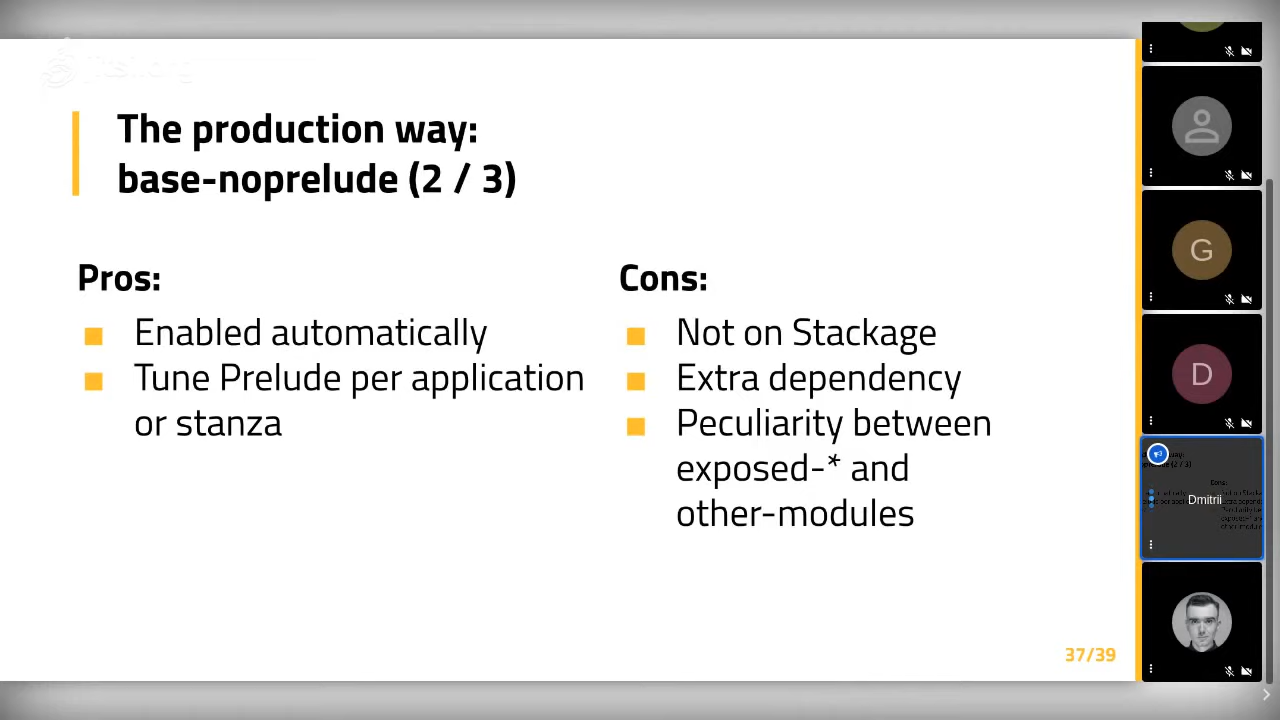 The production way:
base-noprelude (2 / 3)
Pros:
Enabled automatically
Tune Prelude per application
or stanza
Cons:
Not on Stackage
Extra dependency
Peculiarity between
exposed-* and
other-modules
37/39
G
D
Dmitrii